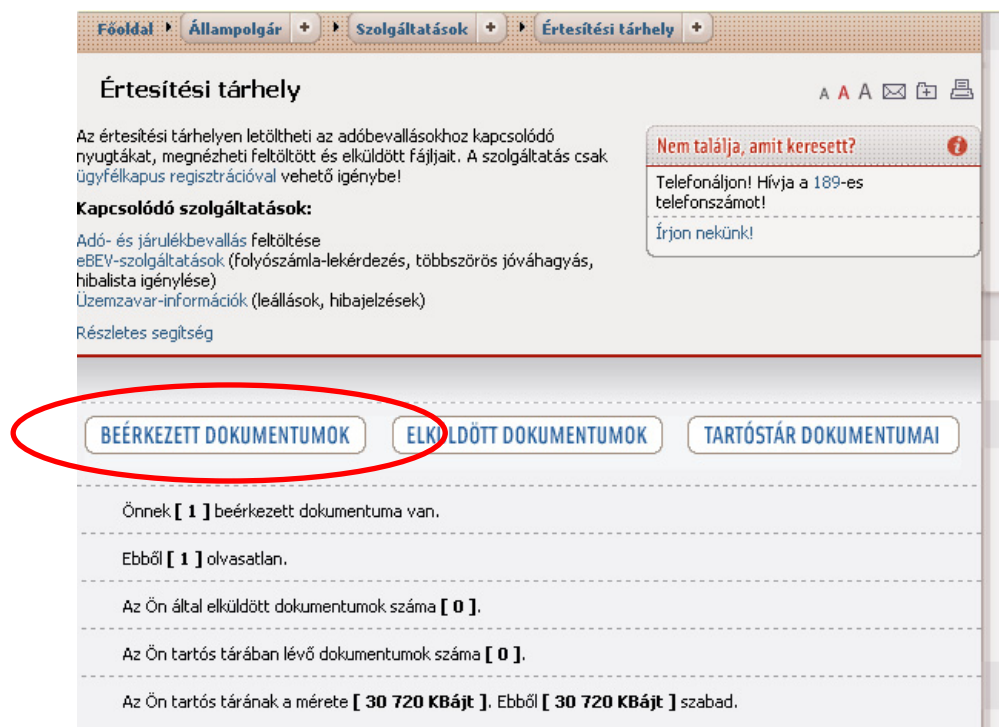 Főoldal Állampolgár + Szolgáltatások + Értesítési tárhely +
Értesítési tárhely
A A A
Az értesítési tárhelyen letöltheti az adóbevallásokhoz kapcsolódó
nyugtákat, megnézheti feltöltött és elküldött fájljait. A szolgáltatás csak
ügyfélkapus regisztrációval vehető igénybe!
Kapcsolódó szolgáltatások:
Adó- és járulékbevallás feltöltése
eBEV-szolgáltatások (folyószámla-lekérdezés, többszörös jóváhagyás,
hibalista igénylése)
Üzemzavar-információk (leállások, hibajelzések)
Részletes segítség
Nem találja, amit keresett?
Telefonáljon! Hívja a 189-es
telefonszámot!
Írjon nekünk!
BEÉRKEZETT DOKUMENTUMOK ELKÜLDÖTT DOKUMENTUMOK TARTÓSTÁR DOKUMENTUMAI
Önnek [ 1 ] beérkezett dokumentuma van.
Ebből [ 1 ] olvasatlan.
Az Ön által elküldött dokumentumok száma [ 0 ].
Az Ön tartós tárában lévő dokumentumok száma [ 0 ].
Az Ön tartós tárának a mérete [ 30 720 KBájt ]. Ebből [ 30 720 KBájt ] szabad.